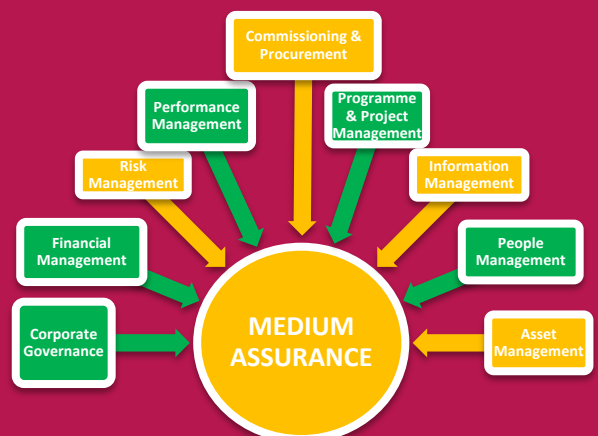 Commissioning &
Procurement
Performance
Management
Programme
& Project
Management
Risk
Management
Information
Management
Financial
Management
People
Management
Corporate
Governance
MEDIUM
ASSURANCE
Asset
Management